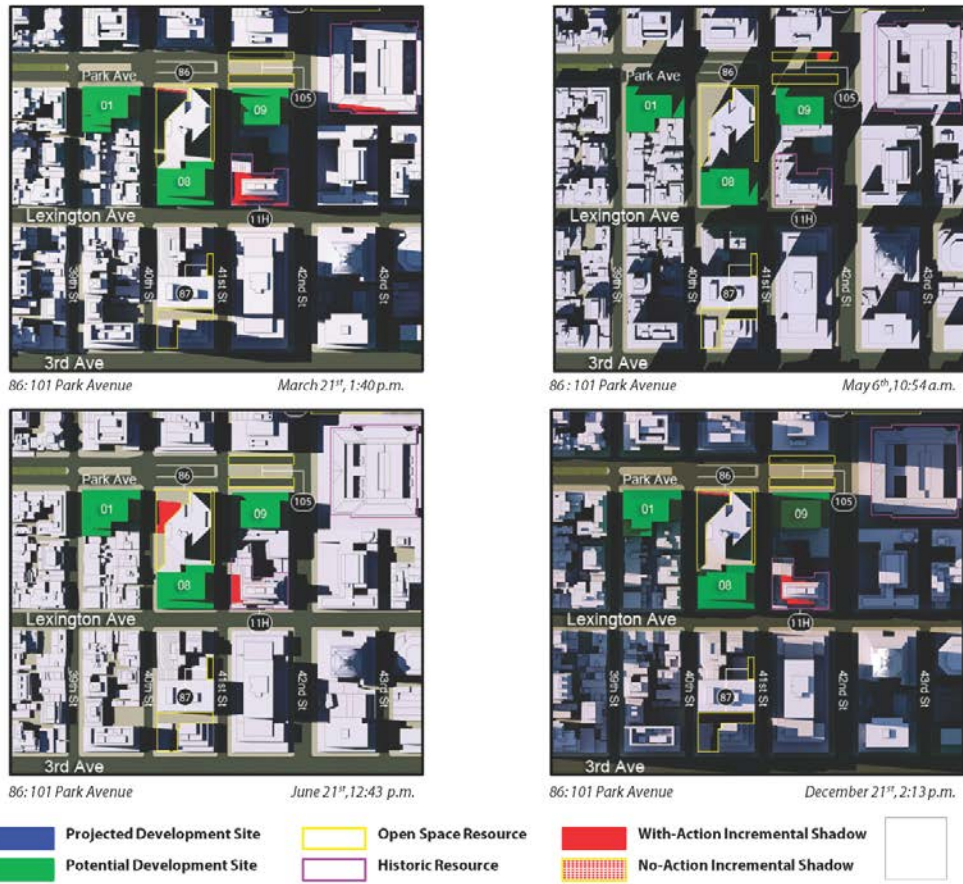 Park Ave
86
105
01
09
08
Lexington Ave
11H
39th St
40th St
41st St
42nd St
43rd St
87
3rd Ave
86: 101 Park Avenue
March 21st, 1:40 p.m.
Park Ave
86
105
01
09
08
Lexington Ave
11H
39th St
40th St
41st St
42nd St
43rd St
87
3rd Ave
86: 101 Park Avenue
May 6th, 10:54 a.m.
Park Ave
86
105
01
09
08
Lexington Ave
11H
39th St
40th St
41st St
42nd St
43rd St
87
3rd Ave
86: 101 Park Avenue
June 21st, 12:43 p.m.
Park Ave
86
105
01
09
08
Lexington Ave
11H
39th St
40th St
41st St
42nd St
43rd St
87
3rd Ave
86: 101 Park Avenue
December 21st, 2:13 p.m.
Projected Development Site
Open Space Resource
With-Action Incremental Shadow
Potential Development Site
Historic Resource
No-Action Incremental Shadow